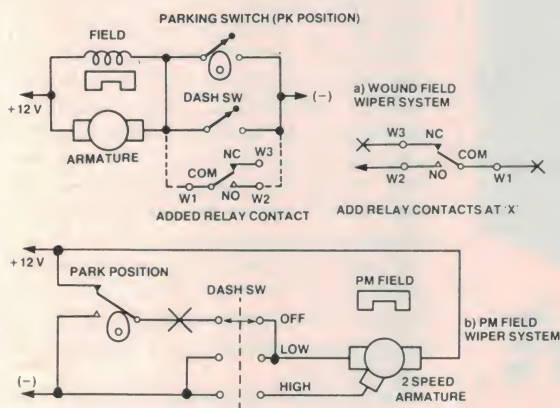 PARKING SWITCH (PK POSITION)
FIELD
+12 V
DASH SW
(-)
ARMATURE
NC
W3
COM
W1
NO
W2
ADDED RELAY CONTACT
a) WOUND FIELD
WIPER SYSTEM
W3
NC
COM
W2
NO
W1
ADD RELAY CONTACTS AT 'X'
+12 V
PARK POSITION
DASH SW
OFF
LOW
HIGH
(-)
PM FIELD
b) PM FIELD
WIPER SYSTEM
2 SPEED
ARMATURE